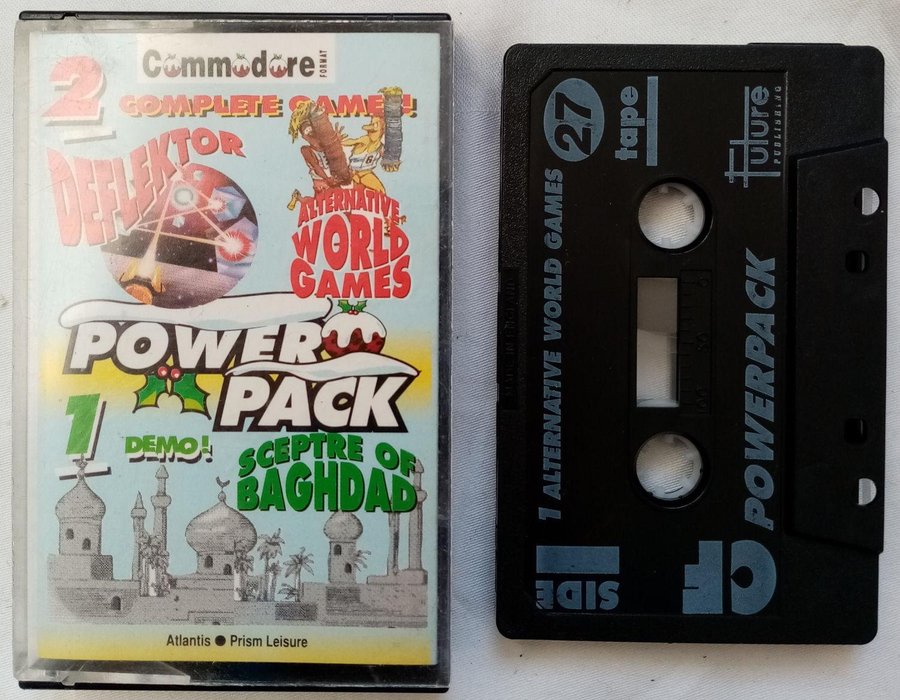 Commodore
FORMAT
2
COMPLETE GAMES!
DEFLEKTOR
ALTERNATIVE
WORLD
GAMES
POWER
PACK
1
DEMO!
SCEPTRE OF
BAGHDAD
Atlantis ● Prism Leisure
SIDE 1
1 ALTERNATIVE WORLD GAMES
27
tape
CF
POWERPACK
future
PUBLISHING